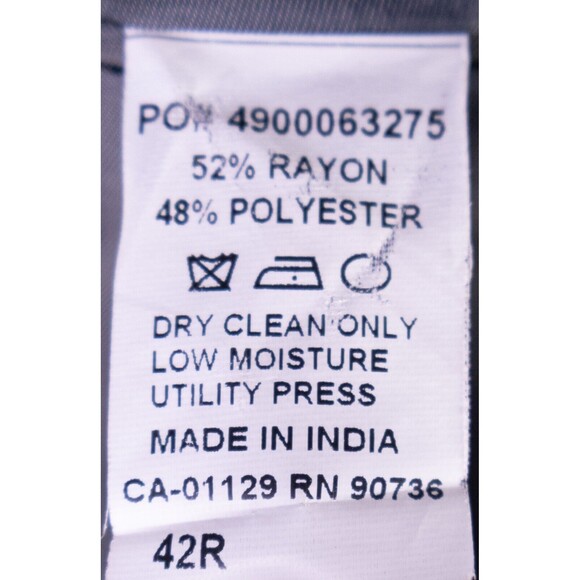 PO# 4900063275
52% RAYON
48% POLYESTER
DRY CLEAN ONLY
LOW MOISTURE
UTILITY PRESS
MADE IN INDIA
CA-01129 RN 90736
42R